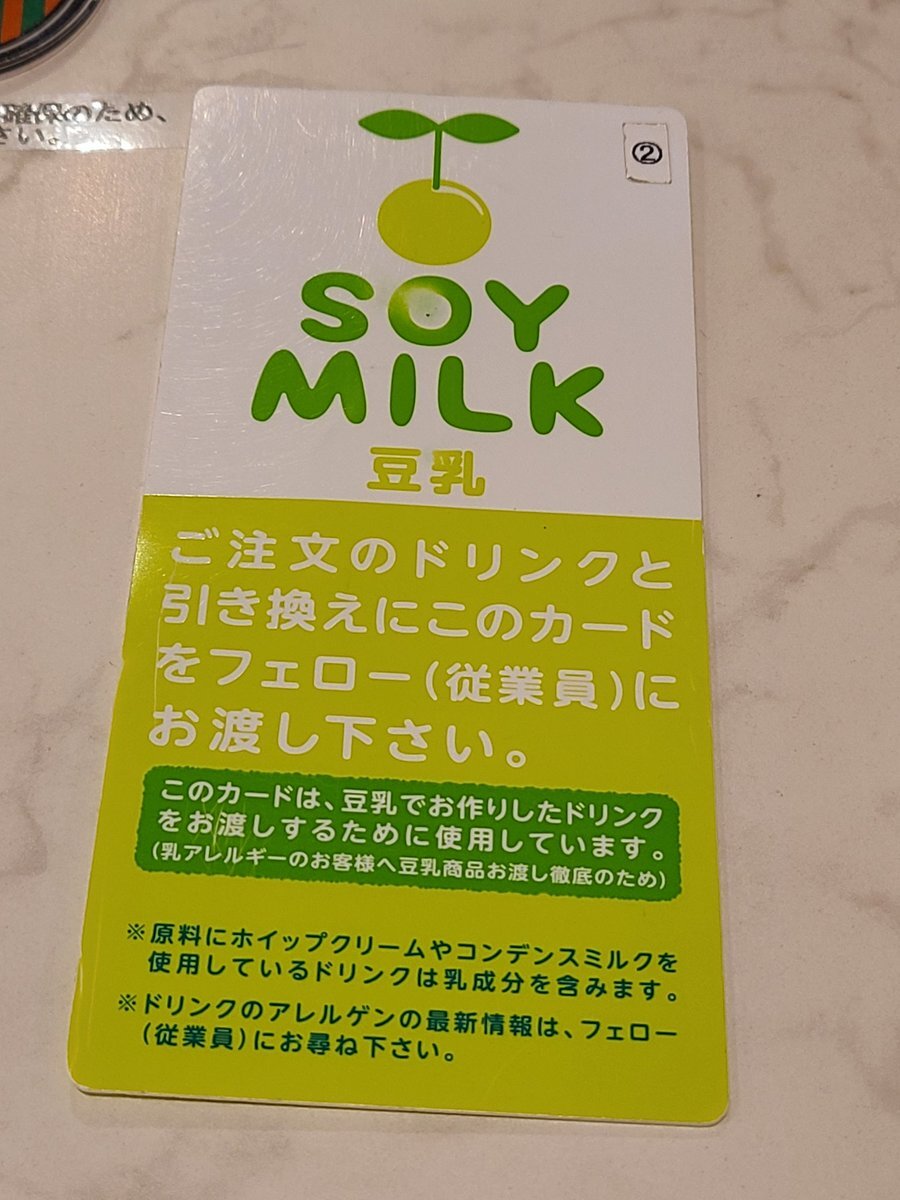 確保のため、
さい。
②
SOY
MILK
豆乳
ご注文のドリンクと
引き換えにこのカード
をフェロー(従業員)に
お渡し下さい。
このカードは、豆乳でお作りしたドリンク
をお渡しするために使用しています。
(乳アレルギーのお客様へ豆乳商品お渡し徹底のため)
※原料にホイップクリームやコンデンスミルクを
使用しているドリンクは乳成分を含みます。
※ドリンクのアレルゲンの最新情報は、フェロー
(従業員)にお尋ね下さい。